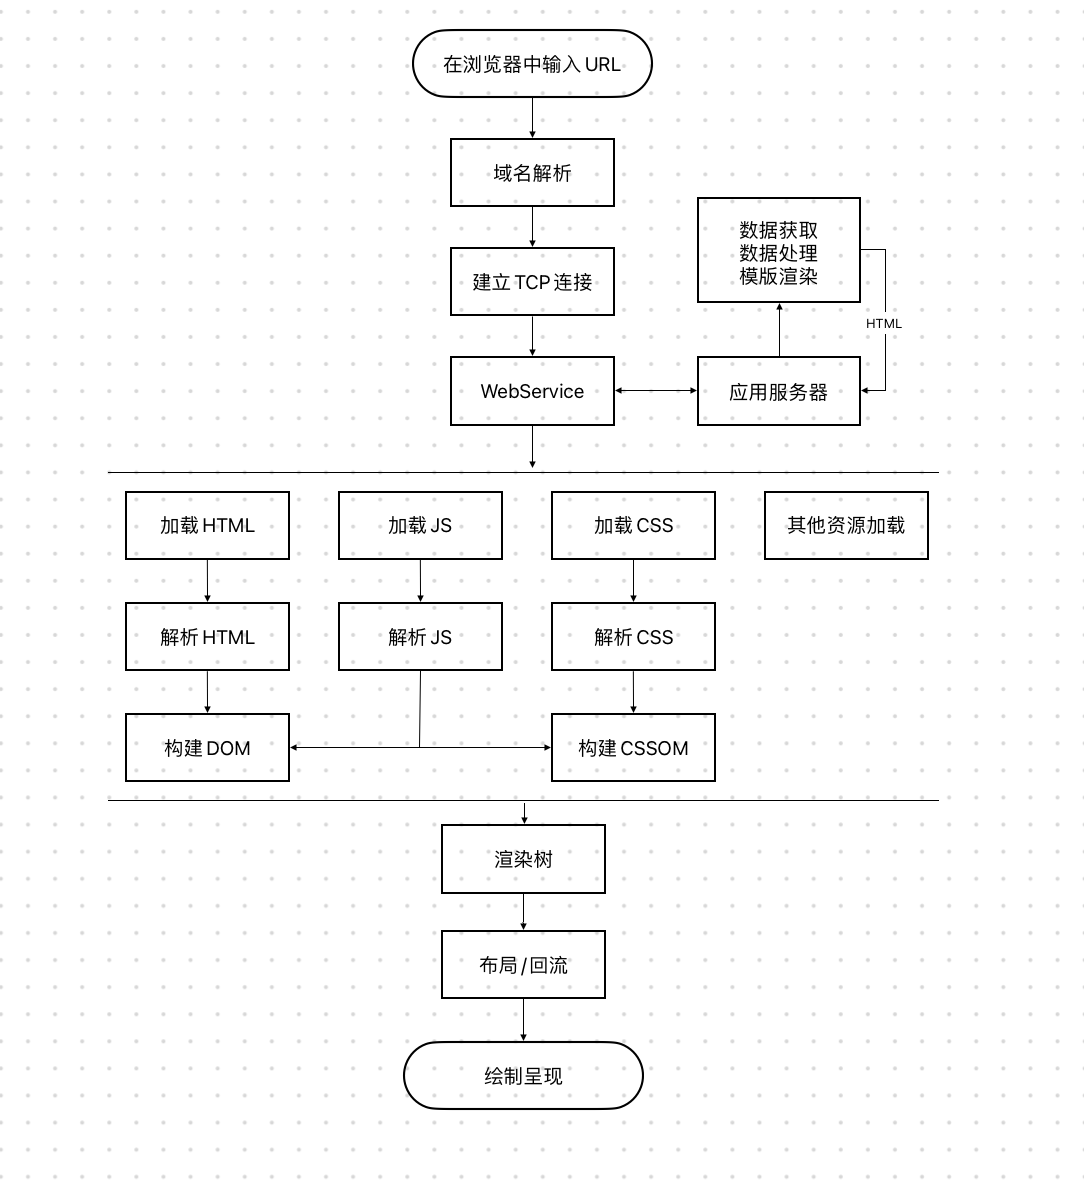 在浏览器中输入 URL
域名解析
数据获取
数据处理
模版渲染
建立 TCP 连接
HTML
WebService
应用服务器
加载 HTML
加载 JS
加载 CSS
其他资源加载
解析 HTML
解析 JS
解析 CSS
构建 DOM
构建 CSSOM
渲染树
布局 / 回流
绘制呈现